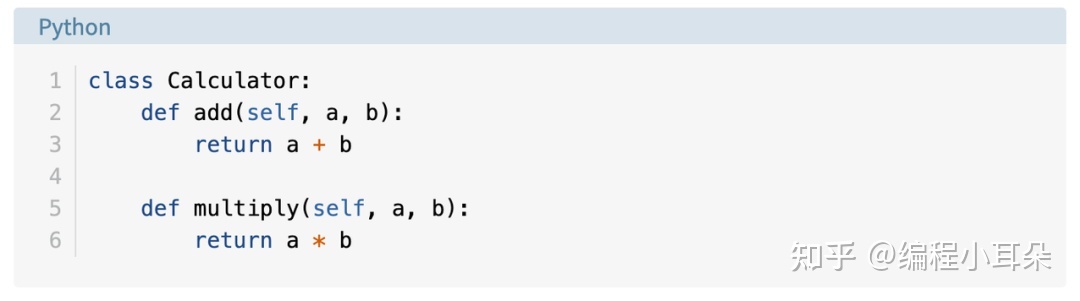 Python
1 class Calculator:
2     def add(self, a, b):
3         return a + b
4
5     def multiply(self, a, b):
6         return a * b
知乎 @编程小耳朵